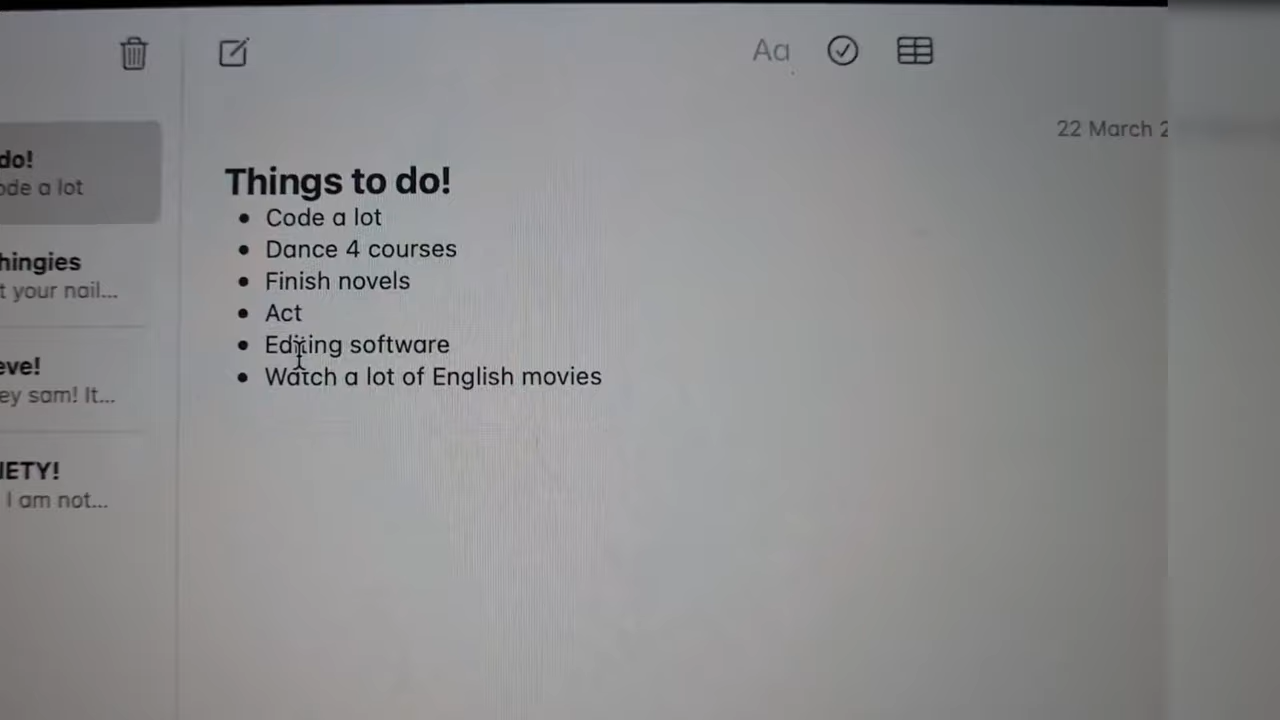 Aa
22 March
do!
ode a lot
Things to do!
• Code a lot
• Dance 4 courses
• Finish novels
• Act
• Editing software
• Watch a lot of English movies
hingies
t your nail...
eve!
ey sam! It...
IETY!
I am not...